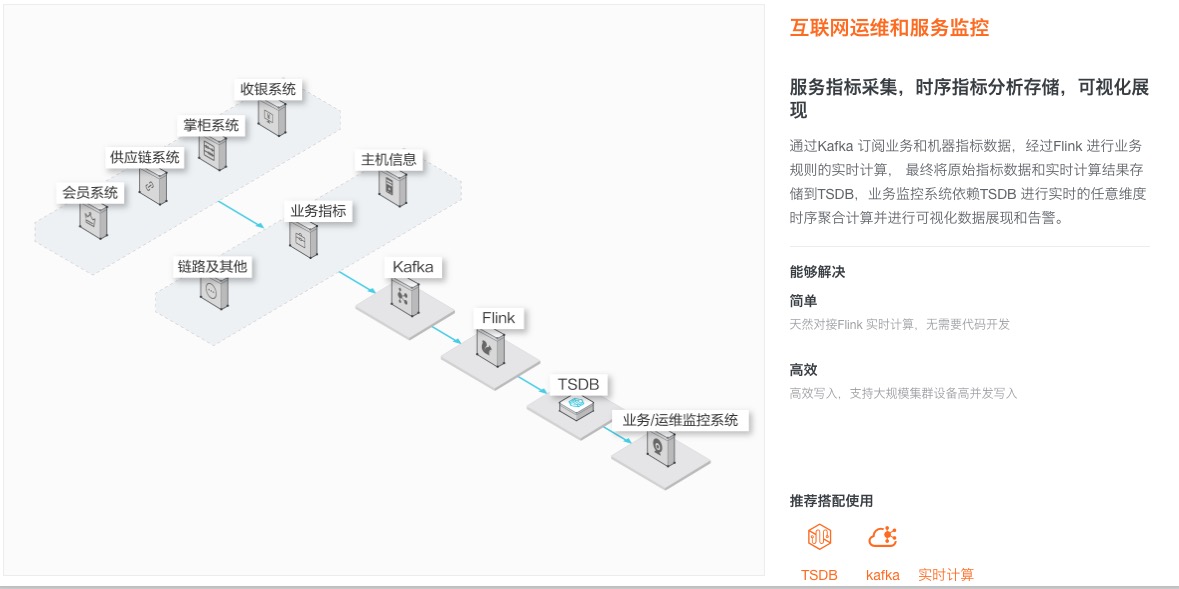 收银系统
掌柜系统
供应链系统
会员系统
主机信息
业务指标
链路及其他
Kafka
Flink
TSDB
业务/运维监控系统
互联网运维和服务监控
服务指标采集，时序指标分析存储，可视化展
现
通过Kafka 订阅业务和机器指标数据，经过Flink 进行业务
规则的实时计算， 最终将原始指标数据和实时计算结果存
储到TSDB，业务监控系统依赖TSDB 进行实时的任意维度
时序聚合计算并进行可视化数据展现和告警。
能够解决
简单
天然对接Flink 实时计算，无需要代码开发
高效
高效写入，支持大规模集群设备高并发写入
推荐搭配使用
TSDB kafka 实时计算